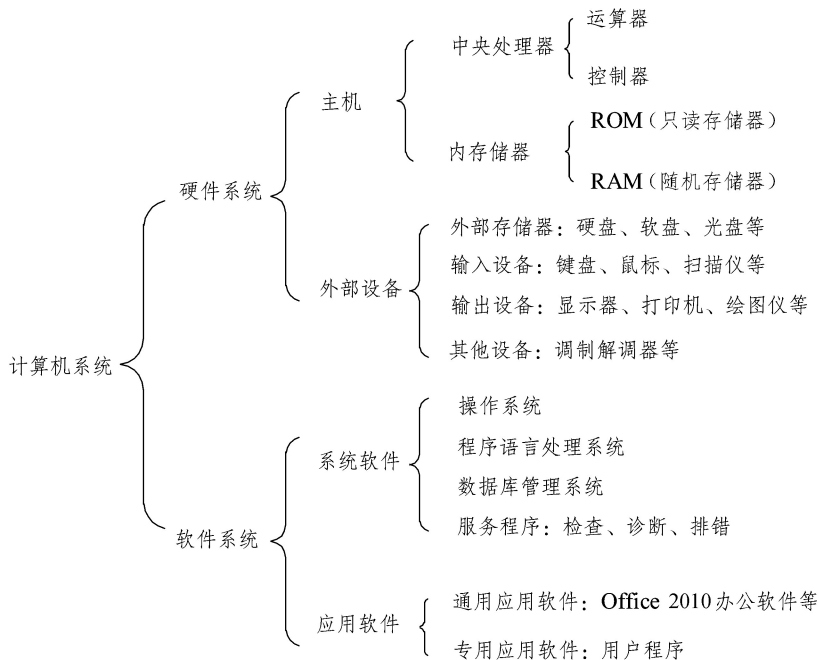 运算器
中央处理器
控制器
主机
ROM（只读存储器）
内存储器
RAM（随机存储器）
硬件系统
外部存储器：硬盘、软盘、光盘等
输入设备：键盘、鼠标、扫描仪等
外部设备
输出设备：显示器、打印机、绘图仪等
其他设备：调制解调器等
计算机系统
操作系统
程序语言处理系统
系统软件
数据库管理系统
服务程序：检查、诊断、排错
软件系统
通用应用软件：Office 2010办公软件等
应用软件
专用应用软件：用户程序